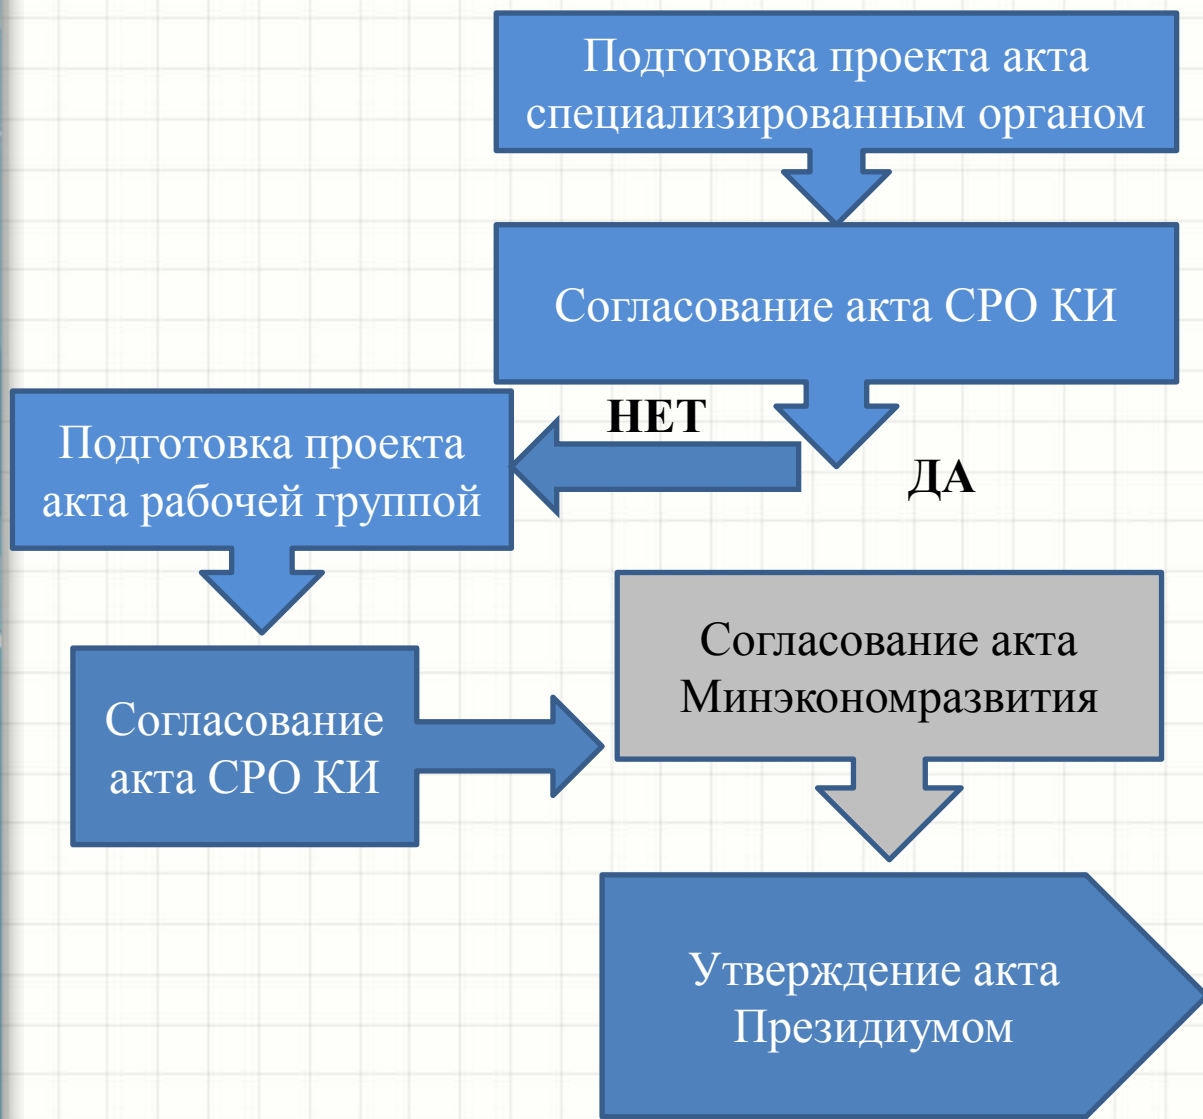 Подготовка проекта акта
специализированным органом
Согласование акта СРО КИ
НЕТ
ДА
Подготовка проекта
акта рабочей группой
Согласование
акта СРО КИ
Согласование акта
Минэкономразвития
Утверждение акта
Президиумом